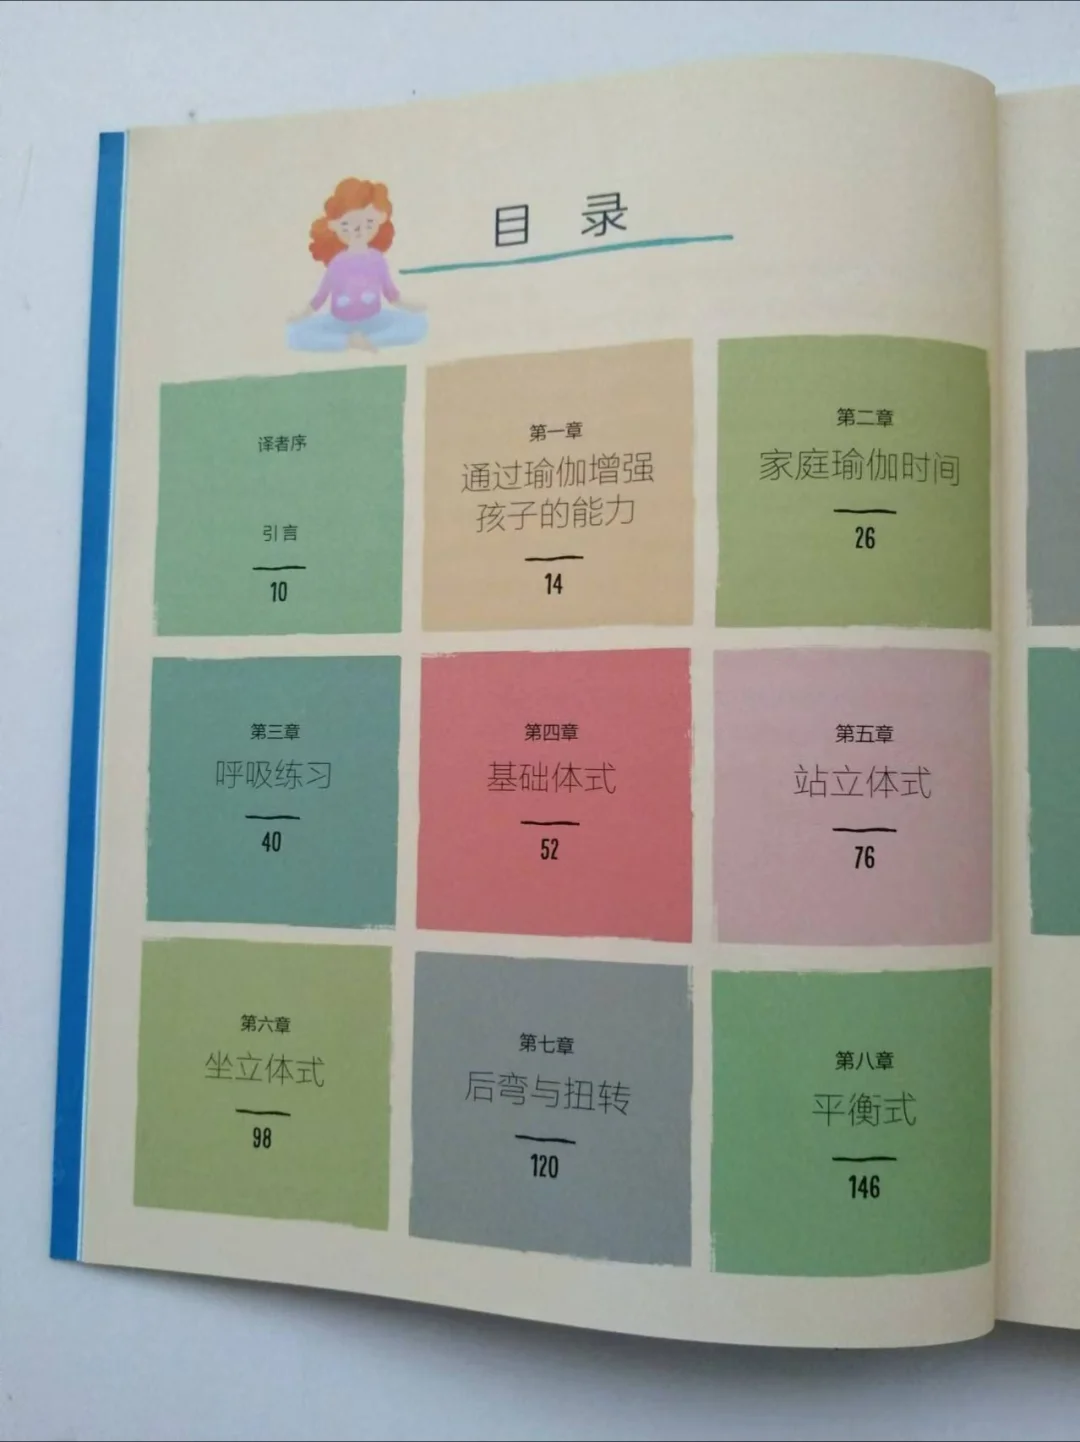 目 录
译者序
引言
10
第一章
通过瑜伽增强
孩子的能力
14
第二章
家庭瑜伽时间
26
第三章
呼吸练习
40
第四章
基础体式
52
第五章
站立体式
76
第六章
坐立体式
98
第七章
后弯与扭转
120
第八章
平衡式
146